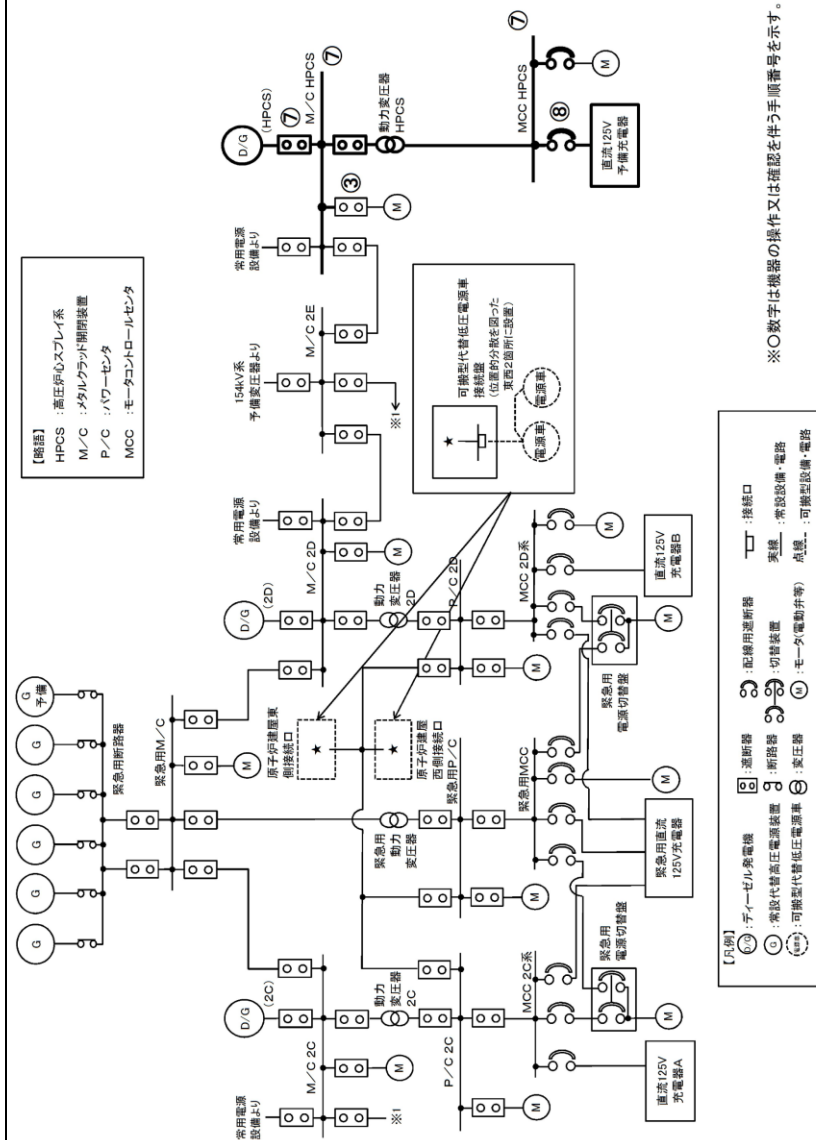 【略語】
HPCS :高圧炉心スプレイ系
M/C :メタルクラッド開閉装置
P/C :パワーセンタ
MCC :モータコントロールセンタ
D/G
(HPCS)
⑦
M/C HPCS
⑦
動力変圧器
HPCS
③
M
常用電源
設備より
MCC HPCS
⑦
⑧
M
直流125V
予備充電器
154kV系
予備変圧器より
M/C 2E
※1
可搬型代替低圧電源車
接続盤
(位置的分散を図った
東西2箇所に設置)
★
電源車
電源車
常用電源
設備より
M/C 2D
D/G
(2D)
M
動力
変圧器
2D
P/C 2D
M
MCC 2D系
M
直流125V
充電器B
緊急用
電源切替盤
M
G
予備
G
G
G
G
G
緊急用断路器
緊急用M/C
M
原子炉建屋東
側接続口
★
原子炉建屋
西側接続口
★
緊急用
動力
変圧器
緊急用P/C
M
M
緊急用MCC
M
緊急用直流
125V充電器
D/G
(2C)
M/C 2C
M
常用電源
設備より
※1
動力
変圧器
2C
P/C 2C
M
M
MCC 2C系
緊急用
電源切替盤
M
直流125V
充電器A
【凡例】
D/G :ディーゼル発電機
G :常設代替高圧電源装置
電源車 :可搬型代替低圧電源車
:遮断器
:断路器
:変圧器
:配線用遮断器
:切替装置
M :モータ(電動弁等)
:接続口
実線 :常設設備・電路
点線 :可搬型設備・電路
※○数字は機器の操作又は確認を伴う手順番号を示す。